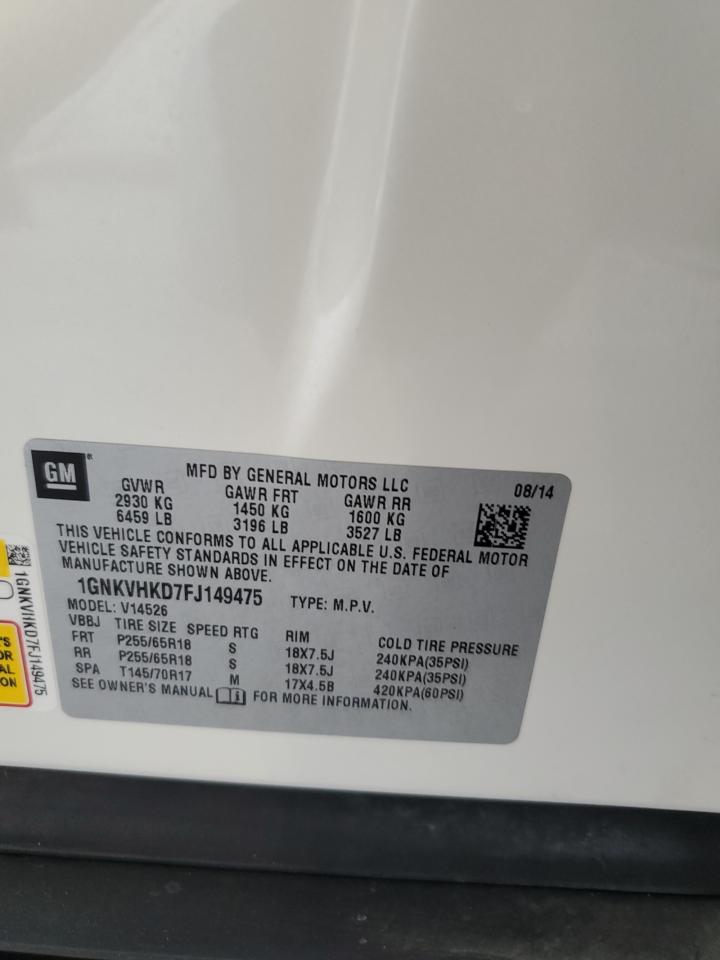 GM
MFD BY GENERAL MOTORS LLC
08/14
GVWR GAWR FRT GAWR RR
2930 KG 1450 KG 1600 KG
6459 LB 3196 LB 3527 LB
THIS VEHICLE CONFORMS TO ALL APPLICABLE U.S. FEDERAL MOTOR
VEHICLE SAFETY STANDARDS IN EFFECT ON THE DATE OF
MANUFACTURE SHOWN ABOVE.
1GNKVHKD7FJ149475 TYPE: M.P.V.
MODEL: V14526
VBBJ TIRE SIZE SPEED RTG RIM COLD TIRE PRESSURE
FRT P255/65R18 S 18X7.5J 240KPA(35PSI)
RR P255/65R18 S 18X7.5J 240KPA(35PSI)
SPA T145/70R17 M 17X4.5B 420KPA(60PSI)
SEE OWNER'S MANUAL FOR MORE INFORMATION.
1GNKVHKD7FJ149475
'S
OR
AL
ON